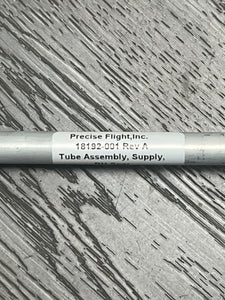 Precise Flight,Inc.
18192-001 Rev A
Tube Assembly, Supply,